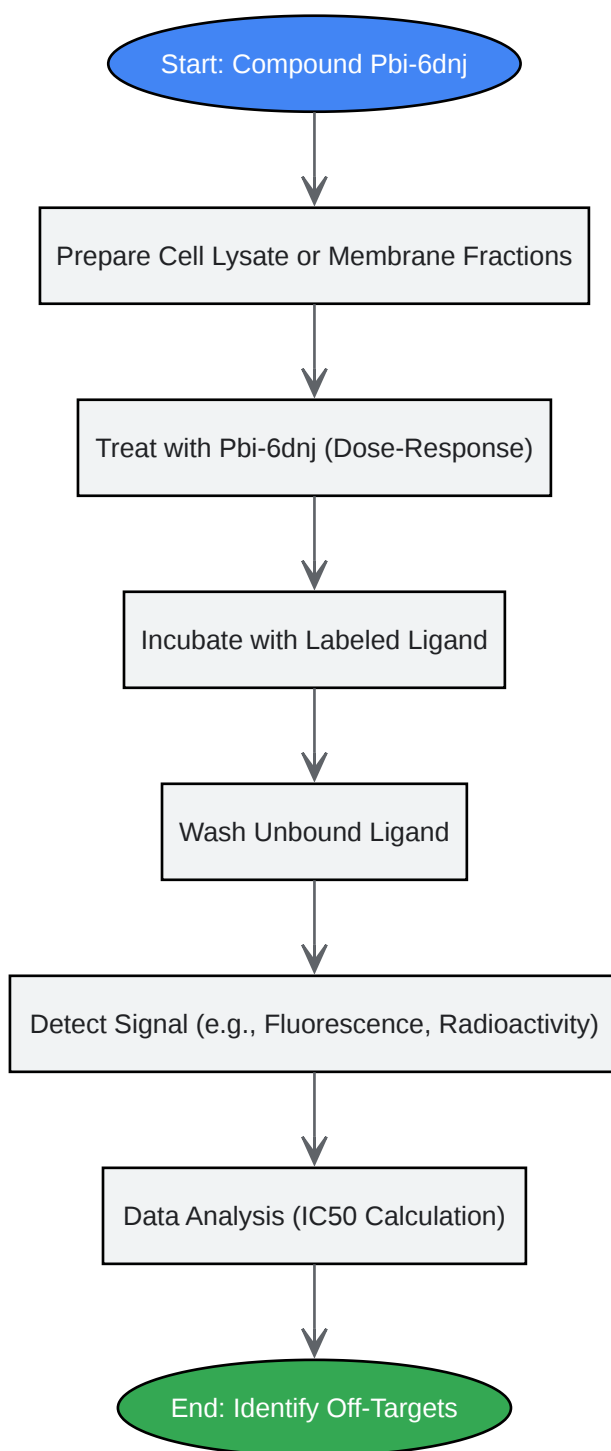 Start: Compound Pbi-6dnj
Prepare Cell Lysate or Membrane Fractions
Treat with Pbi-6dnj (Dose-Response)
Incubate with Labeled Ligand
Wash Unbound Ligand
Detect Signal (e.g., Fluorescence, Radioactivity)
Data Analysis (IC50 Calculation)
End: Identify Off-Targets